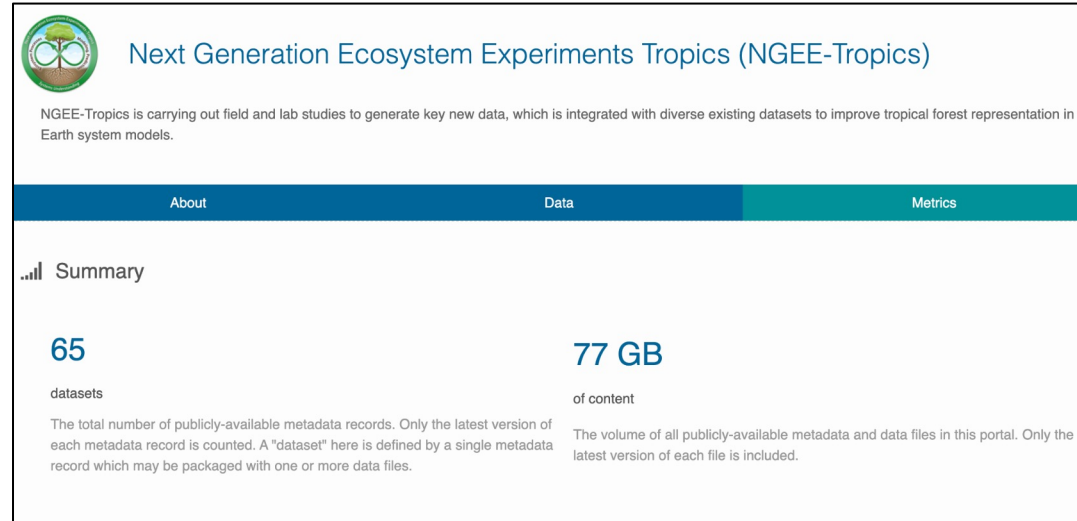 Next Generation Ecosystem Experiments Tropics (NGEE-Tropics)
NGEE-Tropics is carrying out field and lab studies to generate key new data, which is integrated with diverse existing datasets to improve tropical forest representation in
Earth system models.
About
Data
Metrics
Summary
65
datasets
The total number of publicly-available metadata records. Only the latest version of
each metadata record is counted. A "dataset" here is defined by a single metadata
record which may be packaged with one or more data files.
77 GB
of content
The volume of all publicly-available metadata and data files in this portal. Only the
latest version of each file is included.